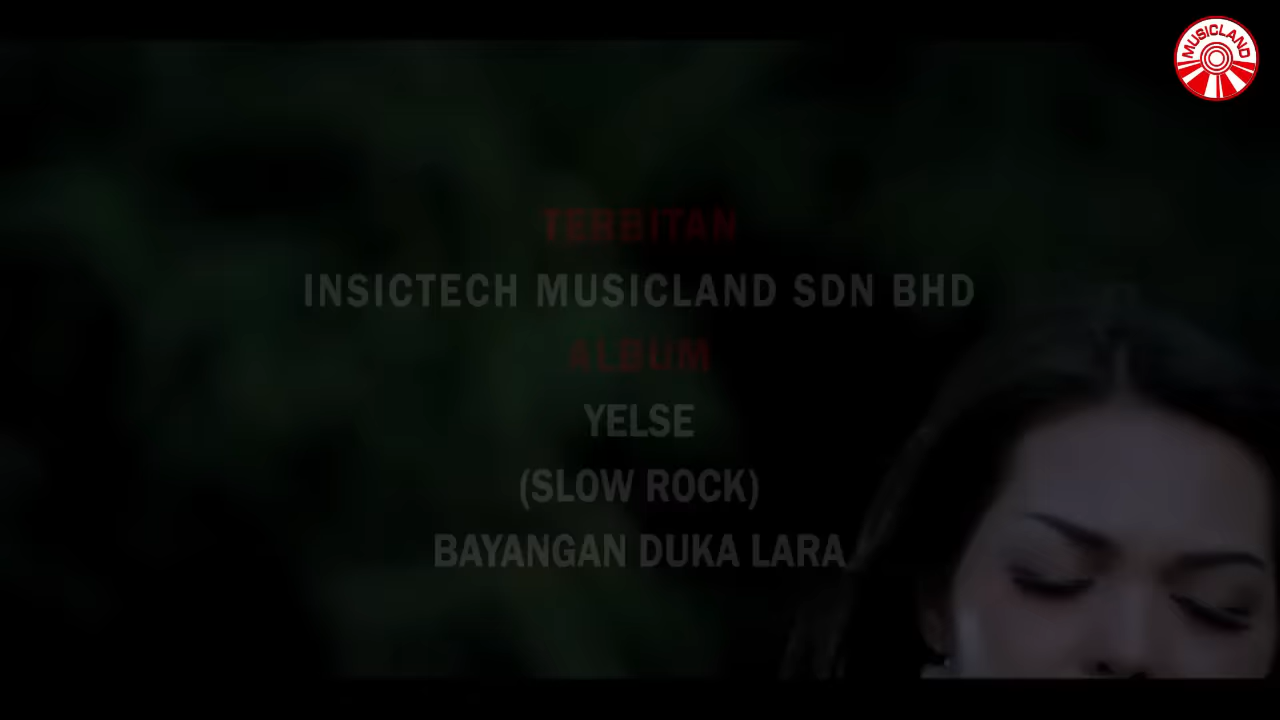 MUSICLAND
TERBITAN
INSICTECH MUSICLAND SDN BHD
ALBUM
YELSE
(SLOW ROCK)
BAYANGAN DUKA LARA